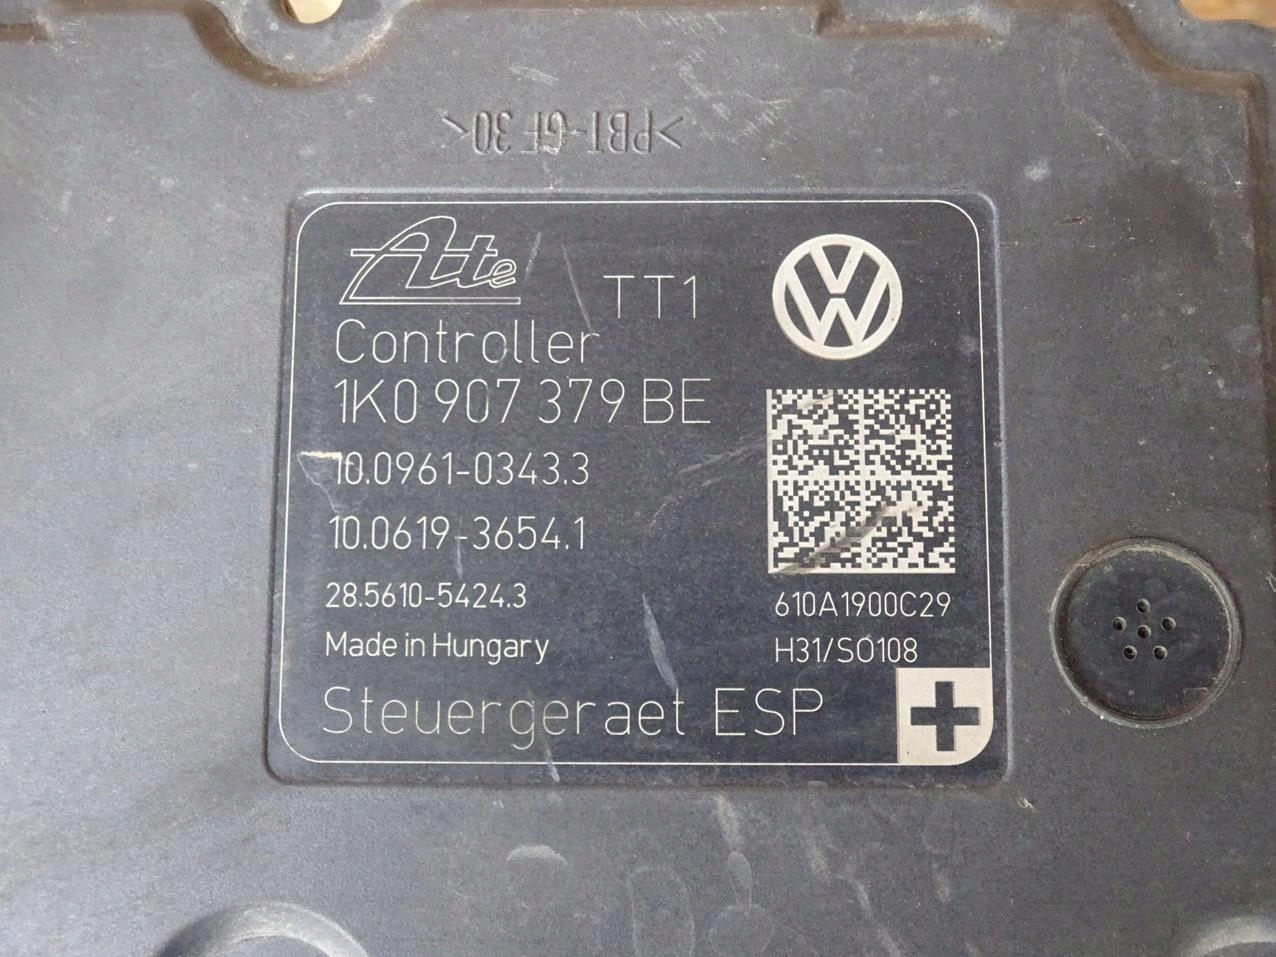 >PBT-GF 30<
Ate
TT1
Controller
1K0 907 379 BE
10.0961-0343.3
10.0619-3654.1
28.5610-5424.3
Made in Hungary
Steuergeraet ESP
VW
610A1900C29
H31/S0108